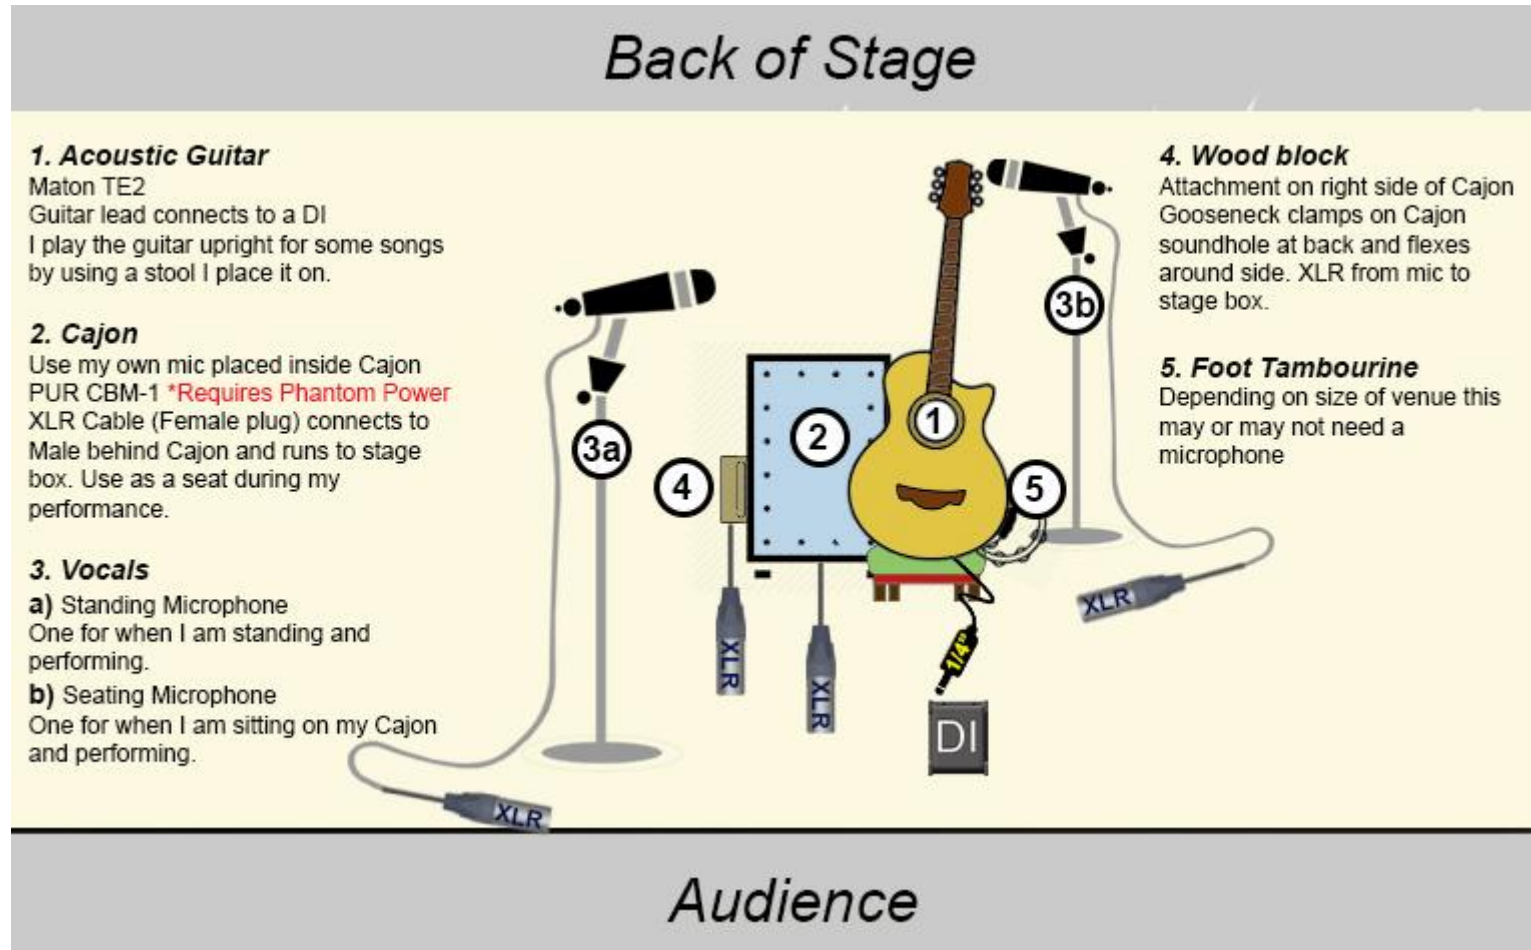 Back of Stage
1. Acoustic Guitar
Maton TE2
Guitar lead connects to a DI
I play the guitar upright for some songs
by using a stool I place it on.
2. Cajon
Use my own mic placed inside Cajon
PUR CBM-1 *Requires Phantom Power
XLR Cable (Female plug) connects to
Male behind Cajon and runs to stage
box. Use as a seat during my
performance.
3. Vocals
a) Standing Microphone
One for when I am standing and
performing.
b) Seating Microphone
One for when I am sitting on my Cajon
and performing.
3a
XLR
4
2
1
5
3b
XLR
XLR
1/4"
DI
XLR
4. Wood block
Attachment on right side of Cajon
Gooseneck clamps on Cajon
soundhole at back and flexes
around side. XLR from mic to
stage box.
5. Foot Tambourine
Depending on size of venue this
may or may not need a
microphone
Audience